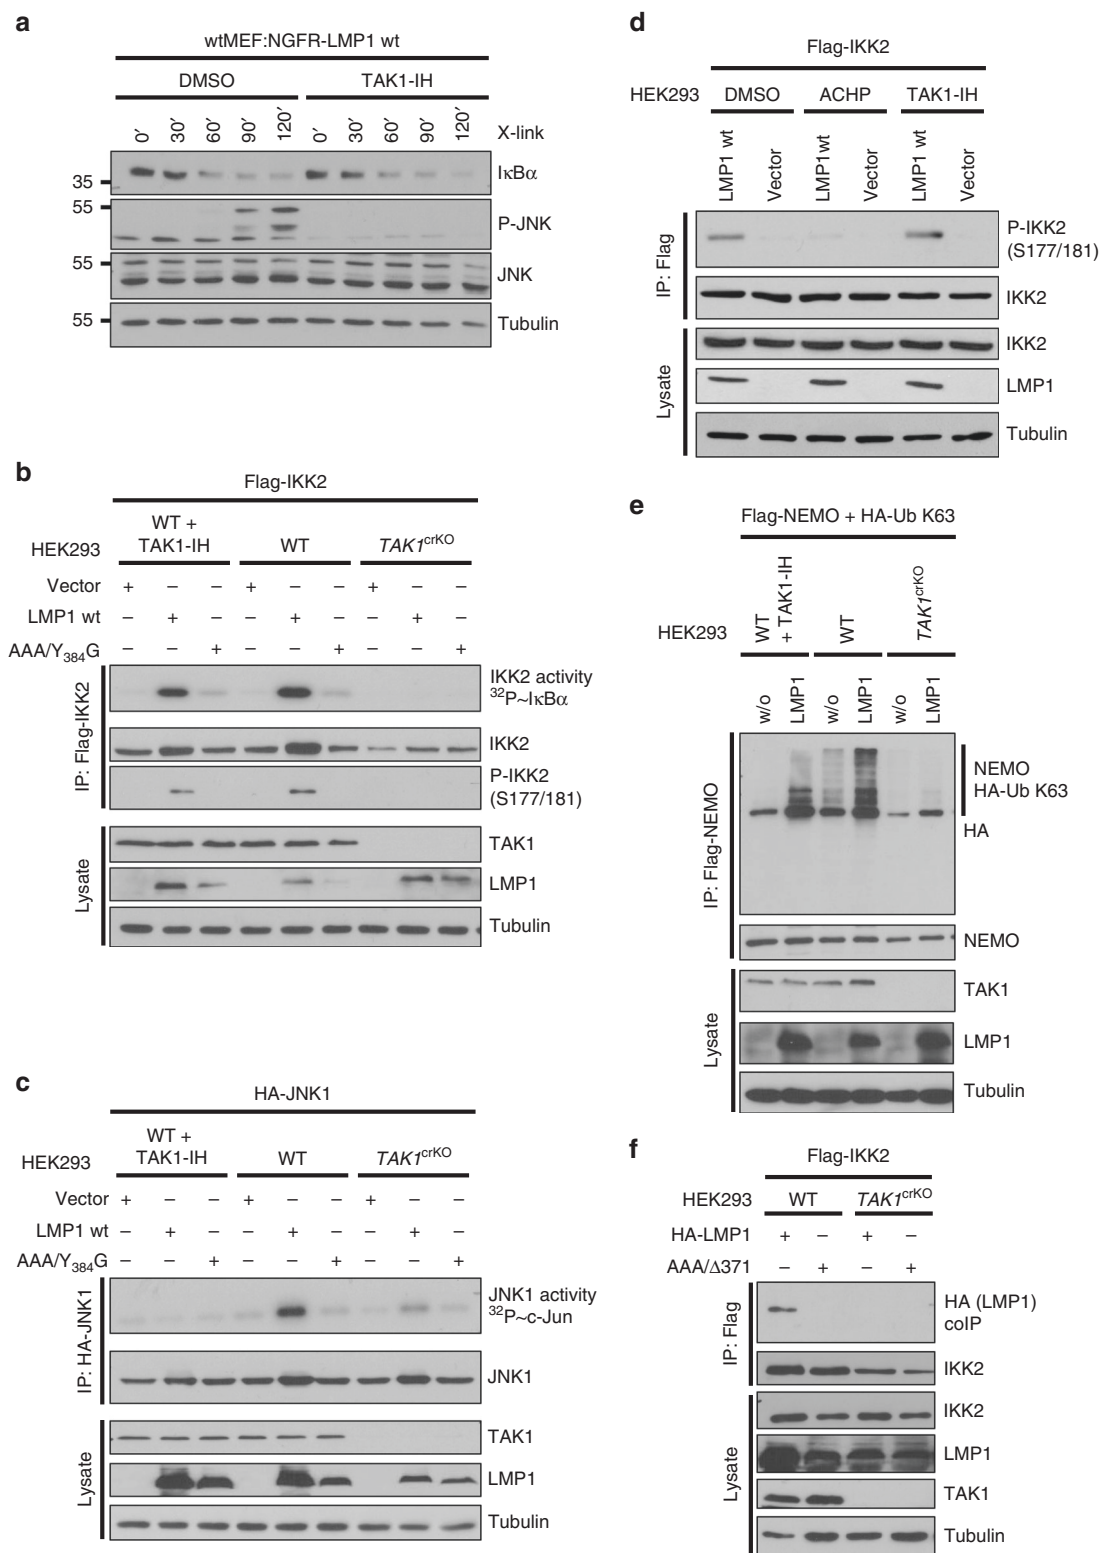 a
wtMEF:NGFR-LMP1 wt
DMSO TAK1-IH
0′ 30′ 60′ 90′ 120′ 0′ 30′ 60′ 90′ 120′ X-link
35 IκBα
55 P-JNK
55 JNK
55 Tubulin
b
Flag-IKK2
HEK293 WT + TAK1-IH WT TAK1crKO
Vector + – – + – – + – –
LMP1 wt – + – – + – – + –
AAA/Y384G – – + – – + – – +
IP: Flag-IKK2
IKK2 activity
32P~IκBα
IKK2
P-IKK2
(S177/181)
Lysate
TAK1
LMP1
Tubulin
c
HA-JNK1
HEK293 WT + TAK1-IH WT TAK1crKO
Vector + – – + – – + – –
LMP1 wt – + – – + – – + –
AAA/Y384G – – + – – + – – +
IP: HA-JNK1
JNK1 activity
32P~c-Jun
JNK1
Lysate
TAK1
LMP1
Tubulin
d
Flag-IKK2
HEK293 DMSO ACHP TAK1-IH
LMP1 wt Vector LMP1wt Vector LMP1 wt Vector
IP: Flag
P-IKK2
(S177/181)
IKK2
Lysate
IKK2
LMP1
Tubulin
e
Flag-NEMO + HA-Ub K63
HEK293 WT + TAK1-IH WT TAK1crKO
w/o LMP1 w/o LMP1 w/o LMP1
IP: Flag-NEMO
NEMO
HA-Ub K63
HA
NEMO
Lysate
TAK1
LMP1
Tubulin
f
Flag-IKK2
HEK293 WT TAK1crKO
HA-LMP1 + – + –
AAA/Δ371 – + – +
IP: Flag
HA (LMP1)
coIP
IKK2
Lysate
IKK2
LMP1
TAK1
Tubulin